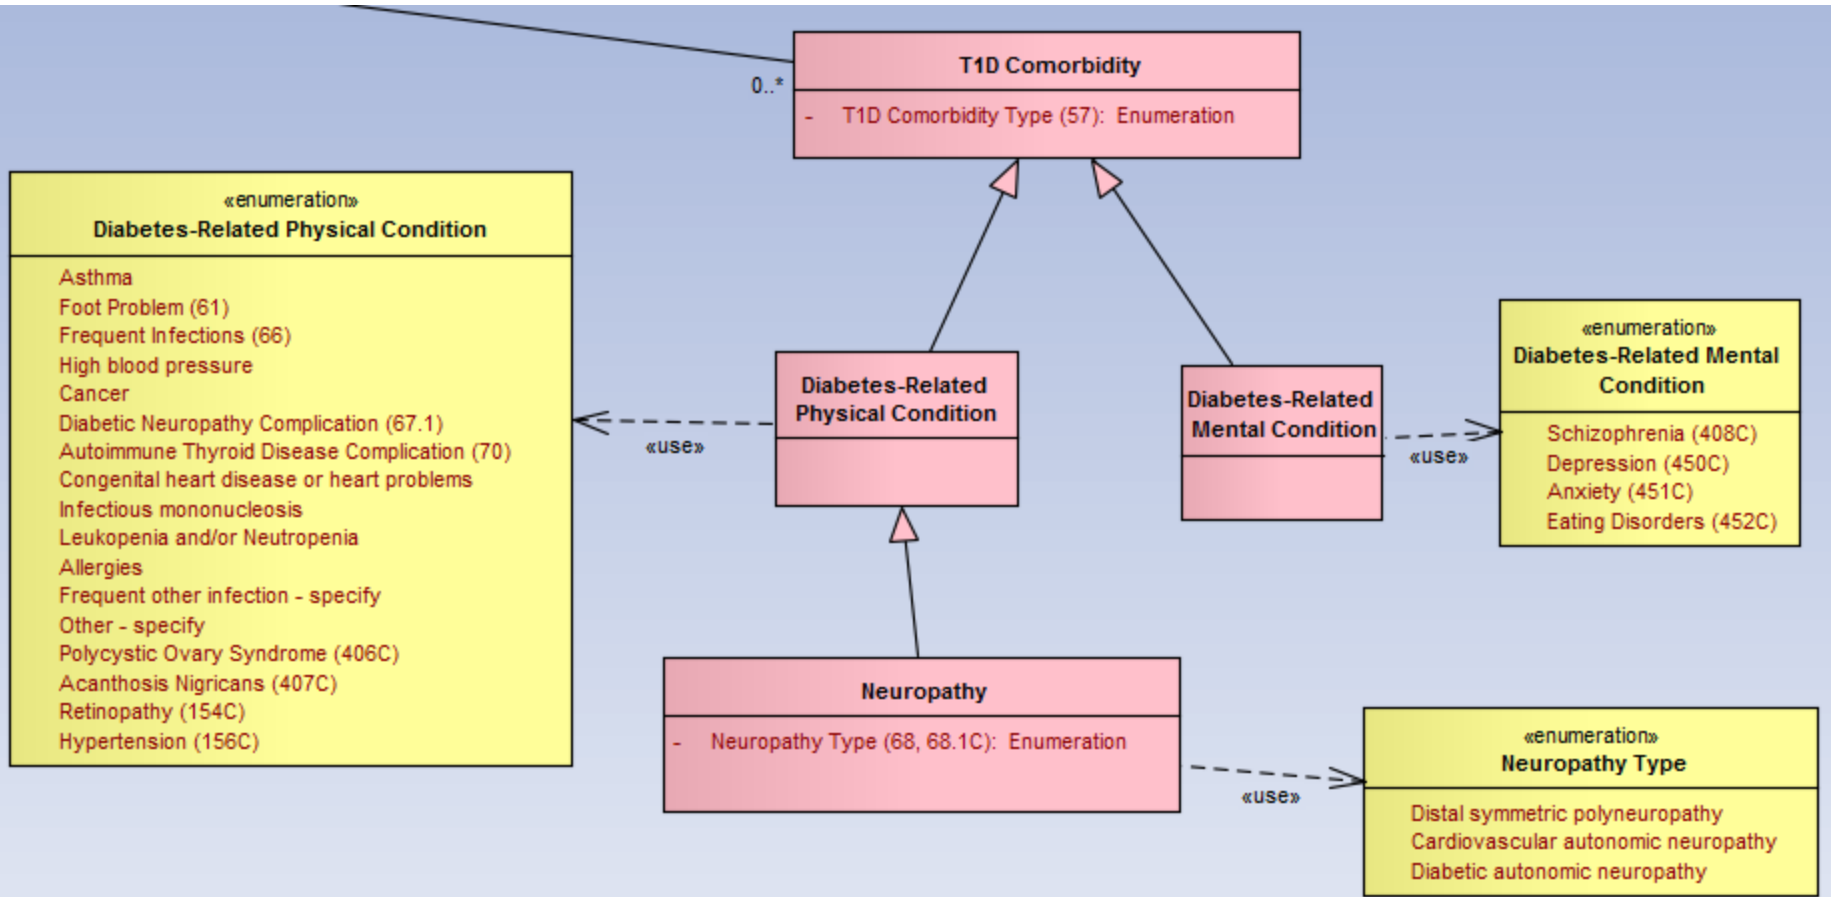 T1D Comorbidity
0..*
- T1D Comorbidity Type (57): Enumeration
«enumeration»
Diabetes-Related Physical Condition
Asthma
Foot Problem (61)
Frequent Infections (66)
High blood pressure
Cancer
Diabetic Neuropathy Complication (67.1)
Autoimmune Thyroid Disease Complication (70)
Congenital heart disease or heart problems
Infectious mononucleosis
Leukopenia and/or Neutropenia
Allergies
Frequent other infection - specify
Other - specify
Polycystic Ovary Syndrome (406C)
Acanthosis Nigricans (407C)
Retinopathy (154C)
Hypertension (156C)
«use»
Diabetes-Related
Physical Condition
Diabetes-Related
Mental Condition
«use»
«enumeration»
Diabetes-Related Mental
Condition
Schizophrenia (408C)
Depression (450C)
Anxiety (451C)
Eating Disorders (452C)
Neuropathy
- Neuropathy Type (68, 68.1C): Enumeration
«use»
«enumeration»
Neuropathy Type
Distal symmetric polyneuropathy
Cardiovascular autonomic neuropathy
Diabetic autonomic neuropathy